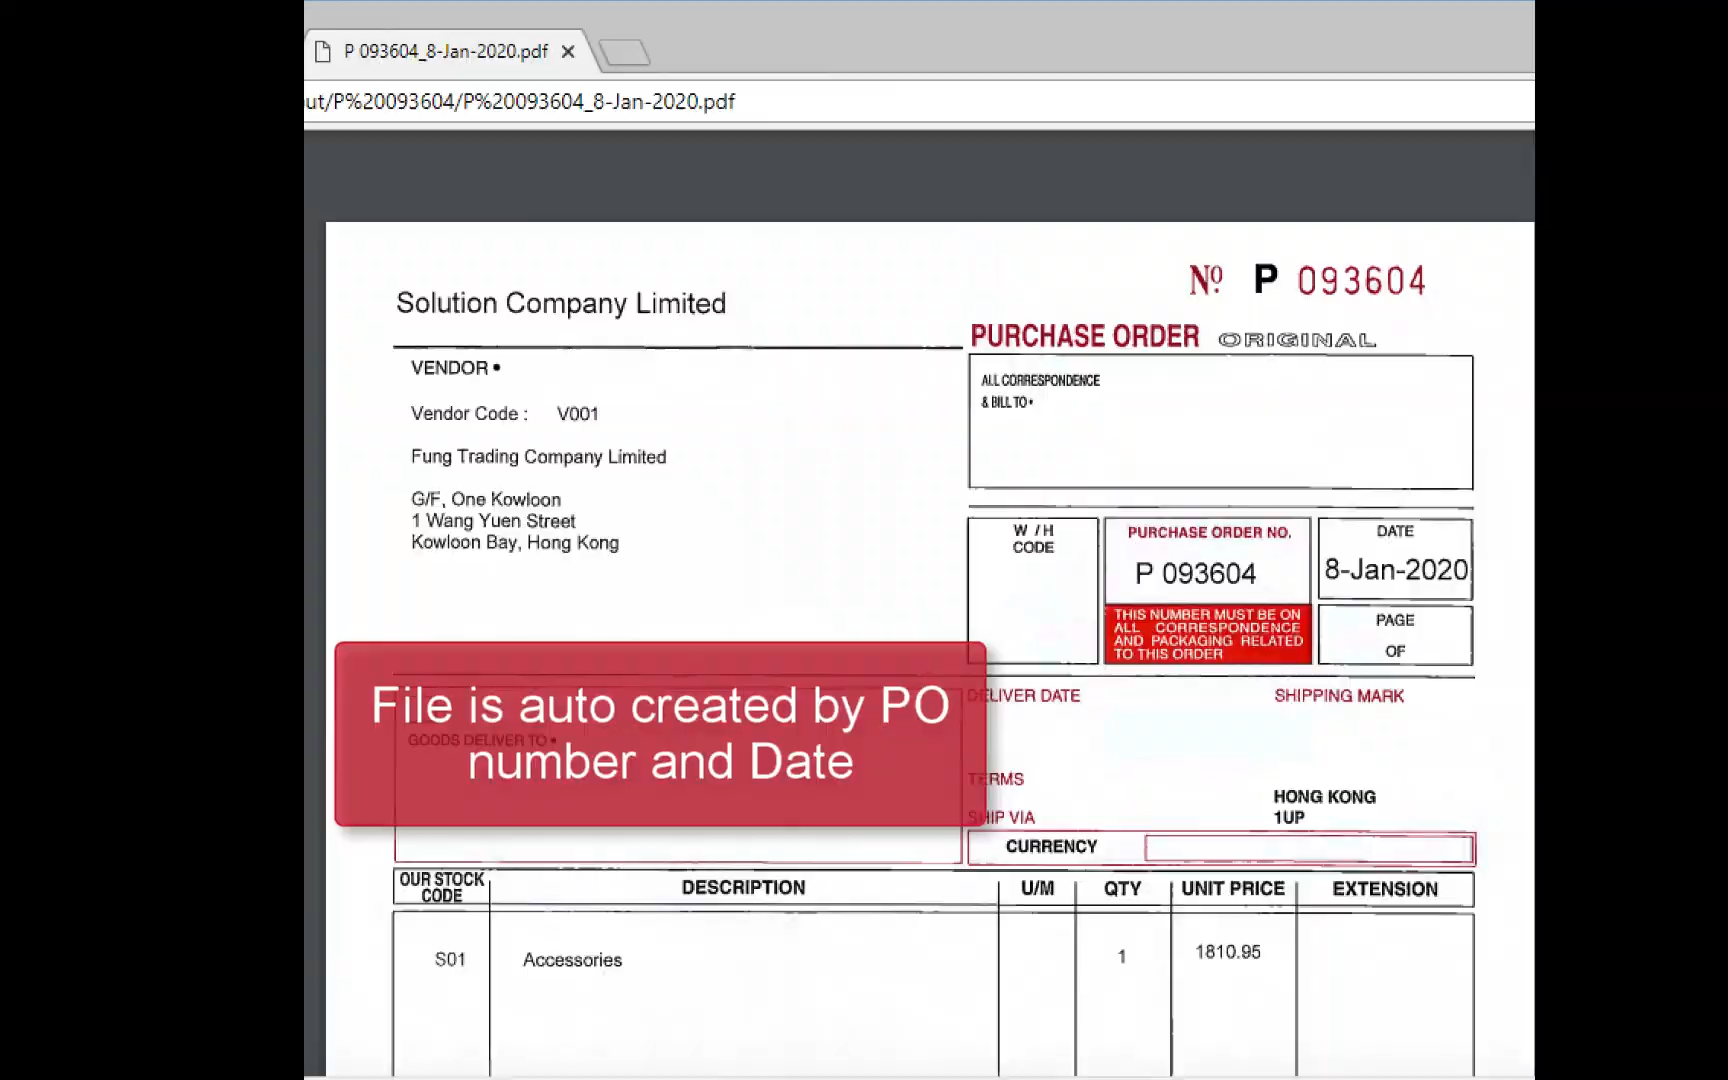 P 093604_8-Jan-2020.pdf
ut/P%20093604/P%20093604_8-Jan-2020.pdf
Nº P 093604
Solution Company Limited
PURCHASE ORDER ORIGINAL
VENDOR •
ALL CORRESPONDENCE
& BILL TO •
Vendor Code : V001
Fung Trading Company Limited
G/F, One Kowloon
1 Wang Yuen Street
Kowloon Bay, Hong Kong
W / H
CODE
PURCHASE ORDER NO.
P 093604
THIS NUMBER MUST BE ON
ALL CORRESPONDENCE
AND PACKAGING RELATED
TO THIS ORDER
DATE
8-Jan-2020
PAGE
OF
File is auto created by PO
number and Date
GOODS DELIVER TO •
DELIVER DATE
SHIPPING MARK
TERMS
HONG KONG
1UP
SHIP VIA
CURRENCY
OUR STOCK
CODE
DESCRIPTION
U/M
QTY
UNIT PRICE
EXTENSION
S01
Accessories
1
1810.95